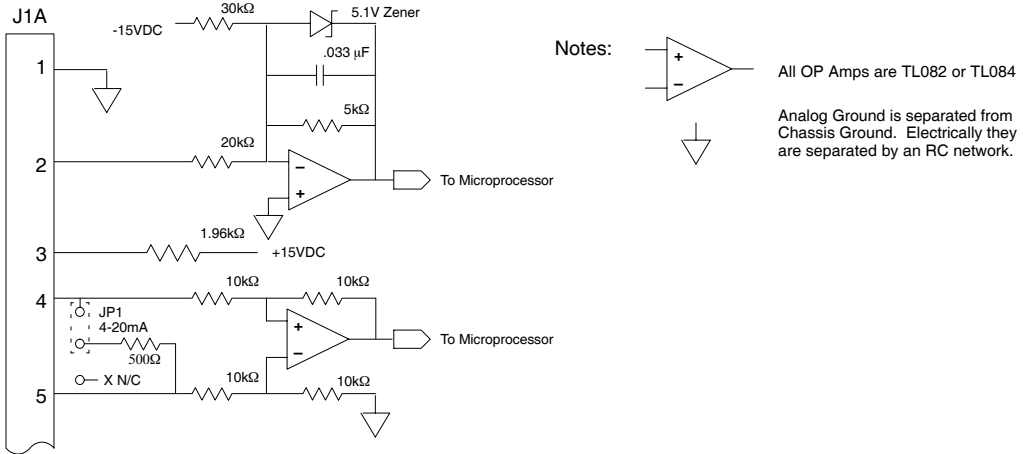 J1A
30kΩ
5.1V Zener
-15VDC
.033 µF
1
5kΩ
20kΩ
2
−
+
To Microprocessor
1.96kΩ
3
+15VDC
10kΩ
10kΩ
4
JP1
4-20mA
+
−
To Microprocessor
500Ω
X N/C
10kΩ
10kΩ
5
Notes:
+
−
All OP Amps are TL082 or TL084
Analog Ground is separated from
Chassis Ground. Electrically they
are separated by an RC network.